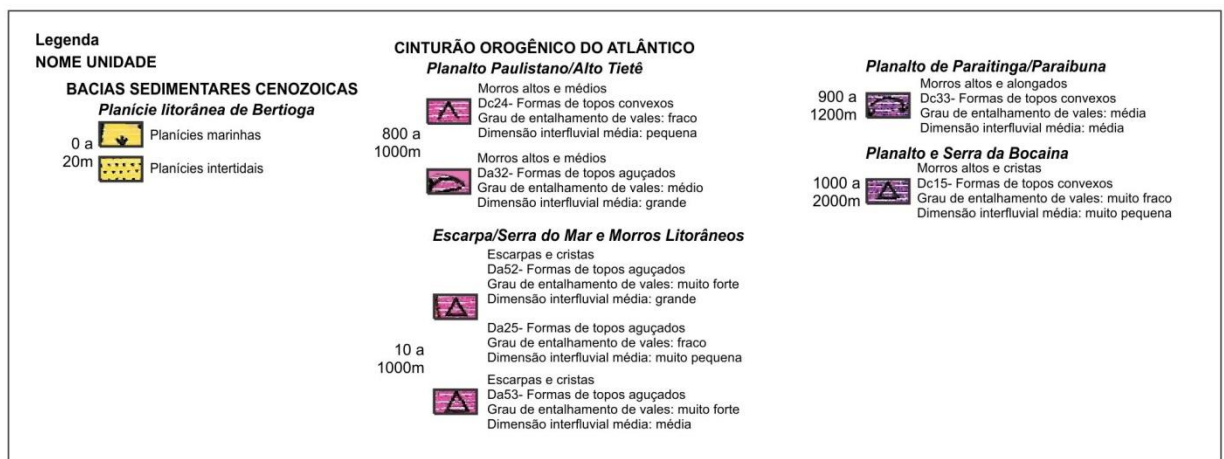 Legenda
NOME UNIDADE
BACIAS SEDIMENTARES CENOZOICAS
Planície litorânea de Bertioga
0 a
20m
Planícies marinhas
Planícies intertidais
CINTURÃO OROGÊNICO DO ATLÂNTICO
Planalto Paulistano/Alto Tietê
800 a
1000m
Morros altos e médios
Dc24- Formas de topos convexos
Grau de entalhamento de vales: fraco
Dimensão interfluvial média: pequena
Morros altos e médios
Da32- Formas de topos aguçados
Grau de entalhamento de vales: médio
Dimensão interfluvial média: grande
Escarpa/Serra do Mar e Morros Litorâneos
10 a
1000m
Escarpas e cristas
Da52- Formas de topos aguçados
Grau de entalhamento de vales: muito forte
Dimensão interfluvial média: grande
Da25- Formas de topos aguçados
Grau de entalhamento de vales: fraco
Dimensão interfluvial média: muito pequena
Escarpas e cristas
Da53- Formas de topos aguçados
Grau de entalhamento de vales: muito forte
Dimensão interfluvial média: média
Planalto de Paraitinga/Paraibuna
900 a
1200m
Morros altos e alongados
Dc33- Formas de topos convexos
Grau de entalhamento de vales: média
Dimensão interfluvial média: média
Planalto e Serra da Bocaina
1000 a
2000m
Morros altos e cristas
Dc15- Formas de topos convexos
Grau de entalhamento de vales: muito fraco
Dimensão interfluvial média: muito pequena